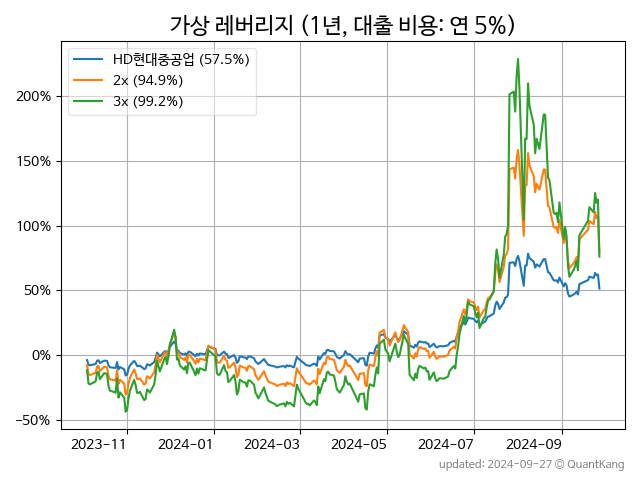 가상 레버리지 (1년, 대출 비용: 연 5%)
HD현대중공업 (57.5%)
2x (94.9%)
3x (99.2%)
200%
150%
100%
50%
0%
−50%
2023-11 2024-01 2024-03 2024-05 2024-07 2024-09
updated: 2024-09-27 © QuantKang